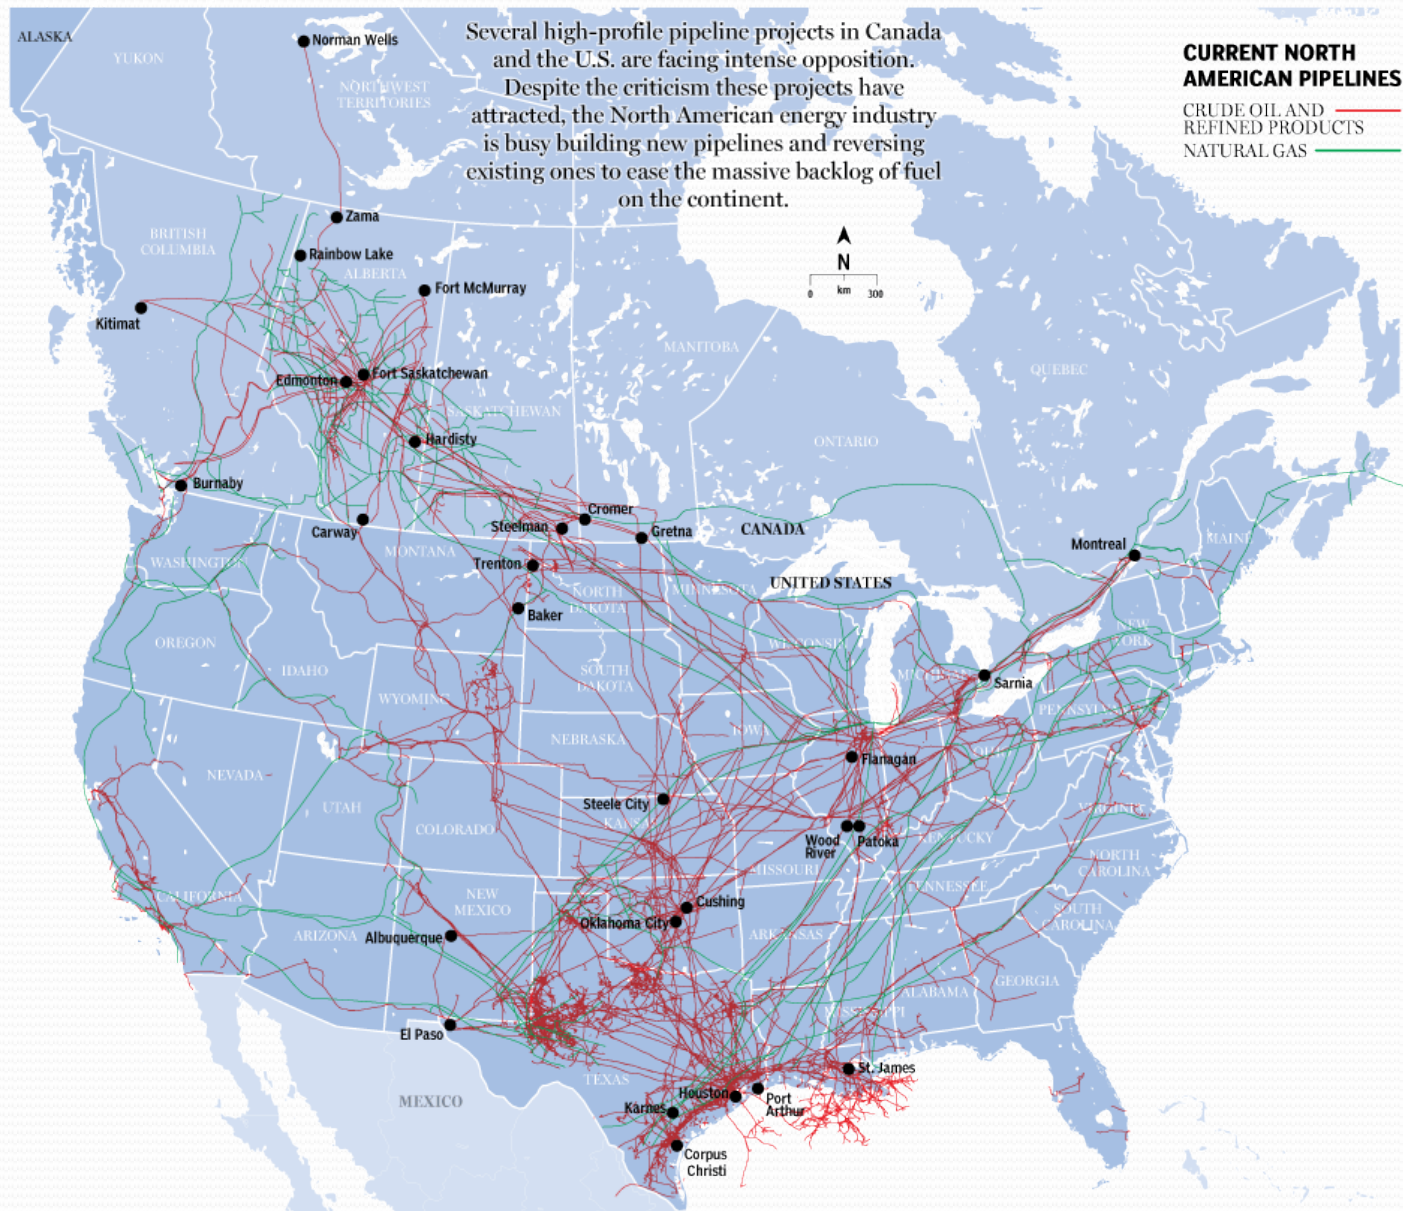 Several high-profile pipeline projects in Canada
and the U.S. are facing intense opposition.
Despite the criticism these projects have
attracted, the North American energy industry
is busy building new pipelines and reversing
existing ones to ease the massive backlog of fuel
on the continent.
CURRENT NORTH
AMERICAN PIPELINES
CRUDE OIL AND
REFINED PRODUCTS
NATURAL GAS
N
0 km 300
ALASKA
YUKON
Norman Wells
NORTHWEST
TERRITORIES
Zama
BRITISH
COLUMBIA
Rainbow Lake
ALBERTA
Fort McMurray
Kitimat
MANITOBA
QUEBEC
Edmonton
Fort Saskatchewan
SASKATCHEWAN
Hardisty
ONTARIO
Burnaby
Cromer
Carway
Steelman
Gretna
CANADA
Montreal
MAINE
WASHINGTON
MONTANA
Trenton
UNITED STATES
NORTH
DAKOTA
MINNESOTA
Baker
OREGON
WISCONSIN
NEW
YORK
IDAHO
SOUTH
DAKOTA
MICHIGAN
Sarnia
WYOMING
PENNSYLVANIA
NEBRASKA
IOWA
OHIO
NEVADA
Flanagan
UTAH
Steele City
KANSAS
COLORADO
VIRGINIA
Wood
River
Patoka
KENTUCKY
MISSOURI
NORTH
CAROLINA
CALIFORNIA
NEW
MEXICO
TENNESSEE
Cushing
Oklahoma City
SOUTH
CAROLINA
ARIZONA
Albuquerque
ARKANSAS
GEORGIA
ALABAMA
MISSISSIPPI
El Paso
TEXAS
St. James
Houston
Port
Arthur
Karnes
MEXICO
Corpus
Christi